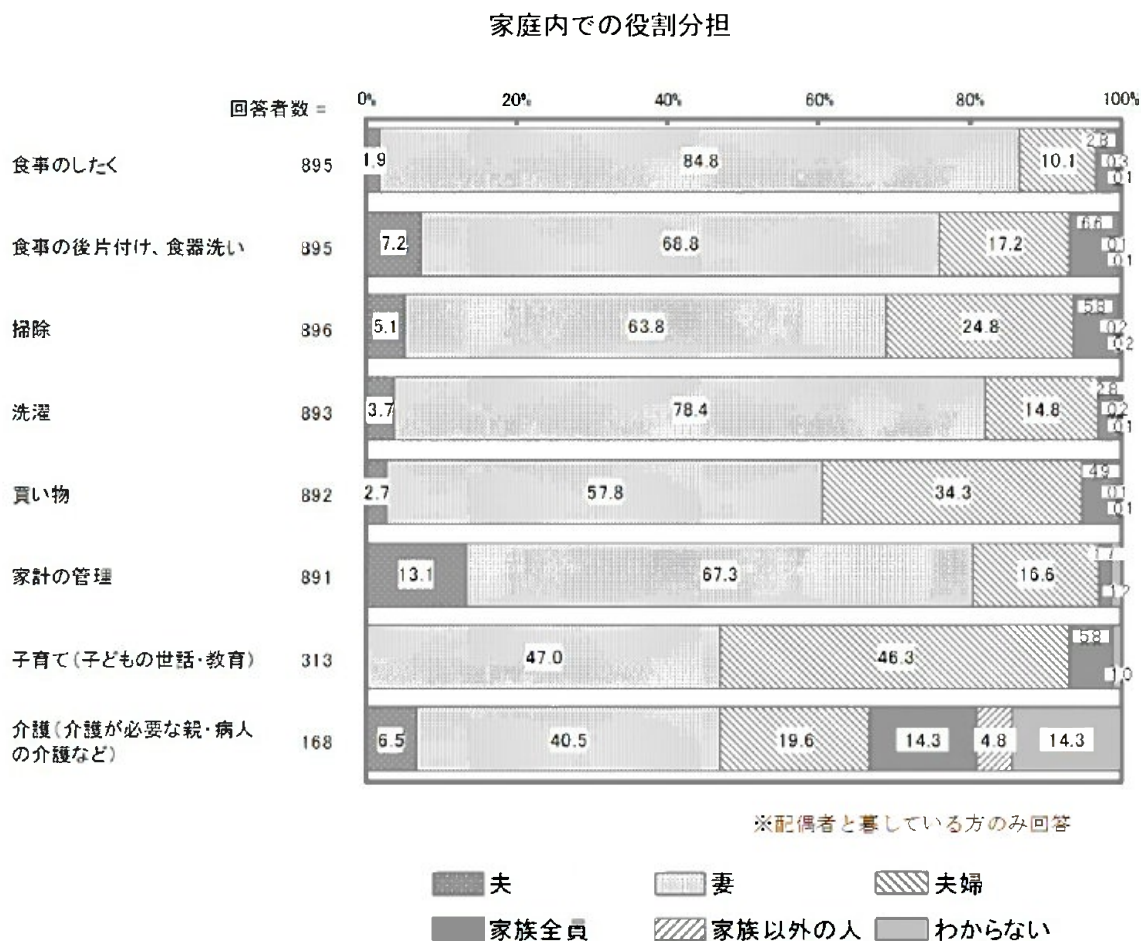 家庭内での役割分担
0% 20% 40% 60% 80% 100%
回答者数 =
食事のしたく 895 1.9 84.8 10.1 2.8 0.3 0.1
食事の後片付け、食器洗い 895 7.2 68.8 17.2 6.6 0.1 0.1
掃除 896 5.1 63.8 24.8 5.8 0.2 0.2
洗濯 893 3.7 78.4 14.8 2.8 0.2 0.1
買い物 892 2.7 57.8 34.3 4.9 0.1 0.1
家計の管理 891 13.1 67.3 16.6 1.7 1.2
子育て(子どもの世話・教育) 313 47.0 46.3 5.8 1.0
介護(介護が必要な親・病人
の介護など) 168 6.5 40.5 19.6 14.3 4.8 14.3
※配偶者と暮している方のみ回答
夫 妻 夫婦
家族全員 家族以外の人 わからない